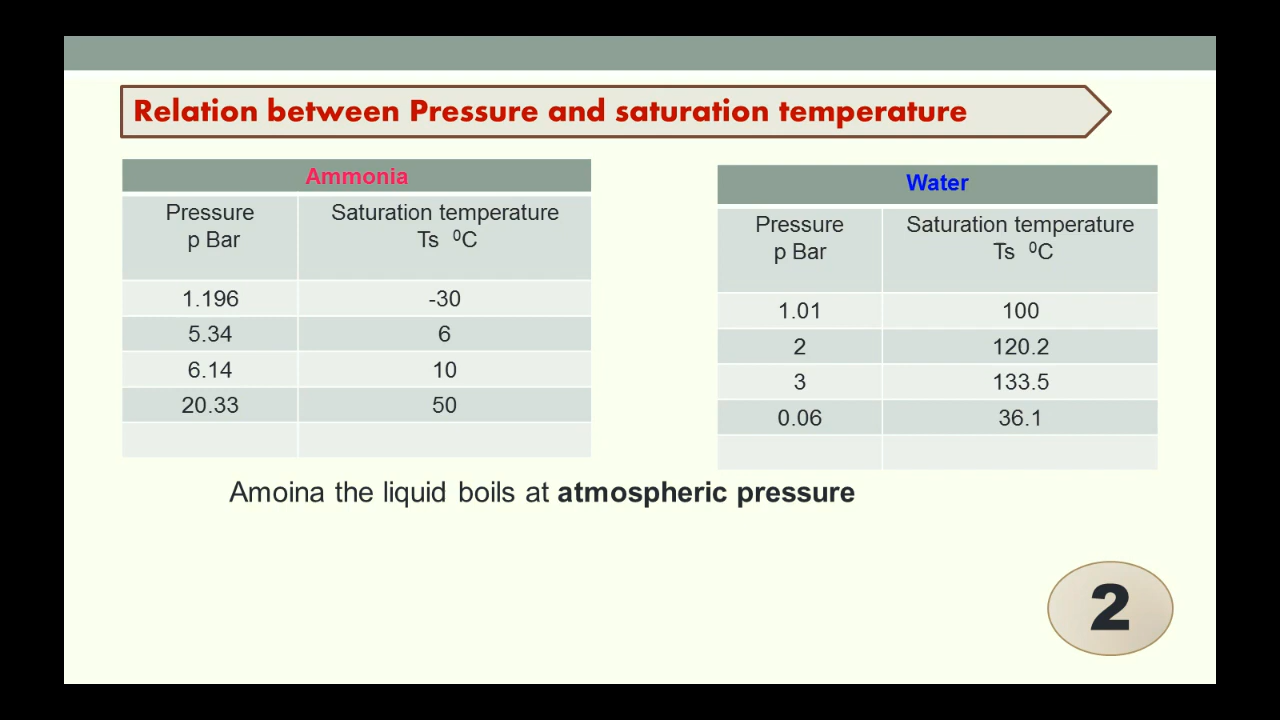 Relation between Pressure and saturation temperature
Ammonia
Pressure p Bar Saturation temperature Ts ⁰C
1.196 -30
5.34 6
6.14 10
20.33 50
Water
Pressure p Bar Saturation temperature Ts ⁰C
1.01 100
2 120.2
3 133.5
0.06 36.1
Amoina the liquid boils at atmospheric pressure
2